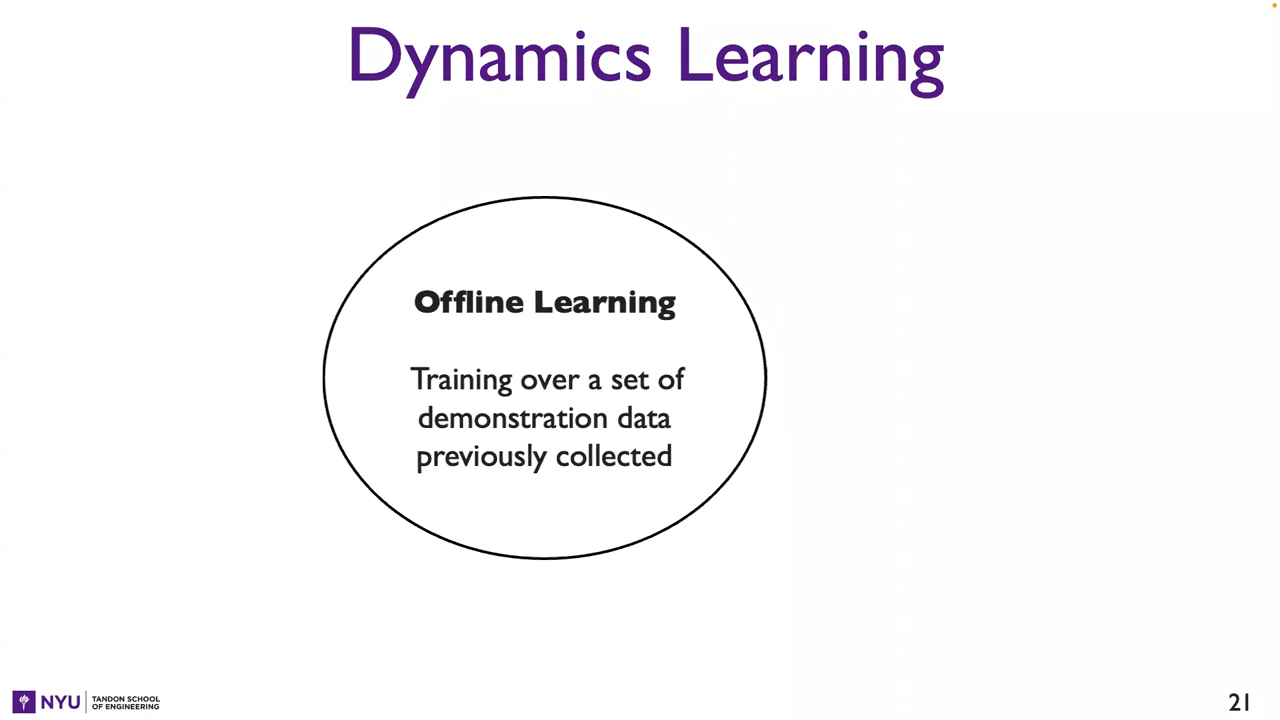 Dynamics Learning
Offline Learning
Training over a set of
demonstration data
previously collected
NYU
TANDON SCHOOL
OF ENGINEERING
21